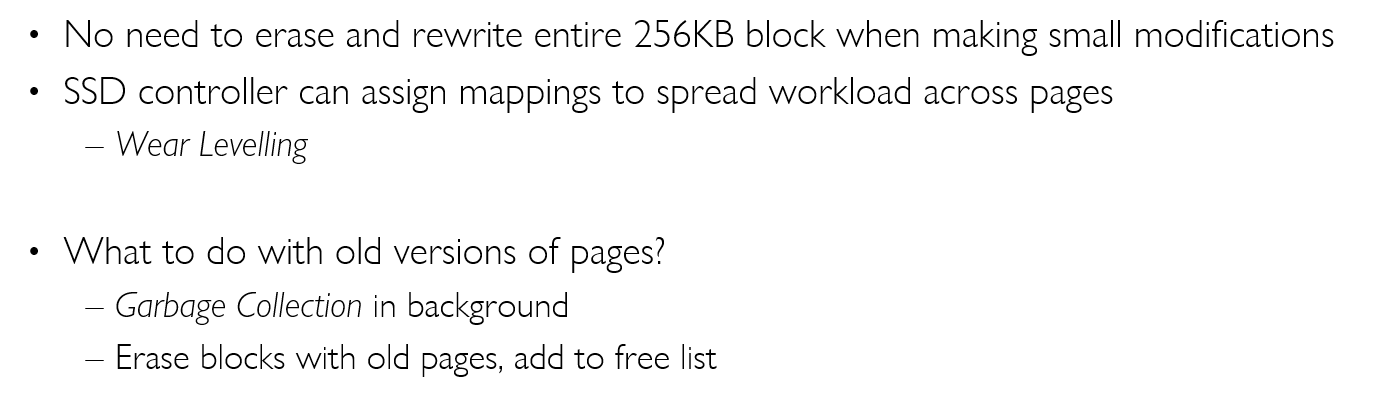 • No need to erase and rewrite entire 256KB block when making small modifications
• SSD controller can assign mappings to spread workload across pages
– Wear Levelling
• What to do with old versions of pages?
– Garbage Collection in background
– Erase blocks with old pages, add to free list